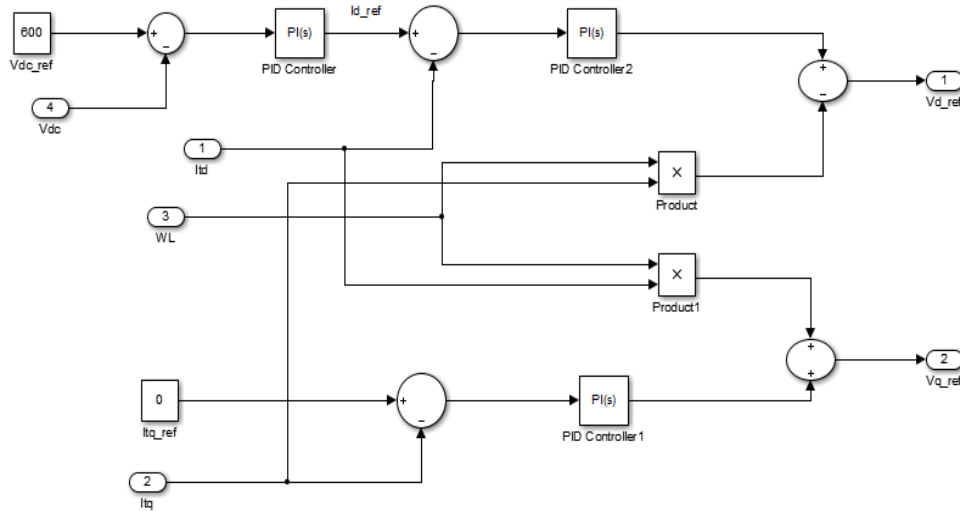 Id_ref
600
+
−
PI(s)
+
−
PI(s)
Vdc_ref
PID Controller
PID Controller2
+
−
1
Vd_ref
4
Vdc
1
Itd
×
Product
3
WL
×
Product1
+
+
2
Vq_ref
0
+
−
PI(s)
Itq_ref
PID Controller1
2
Itq